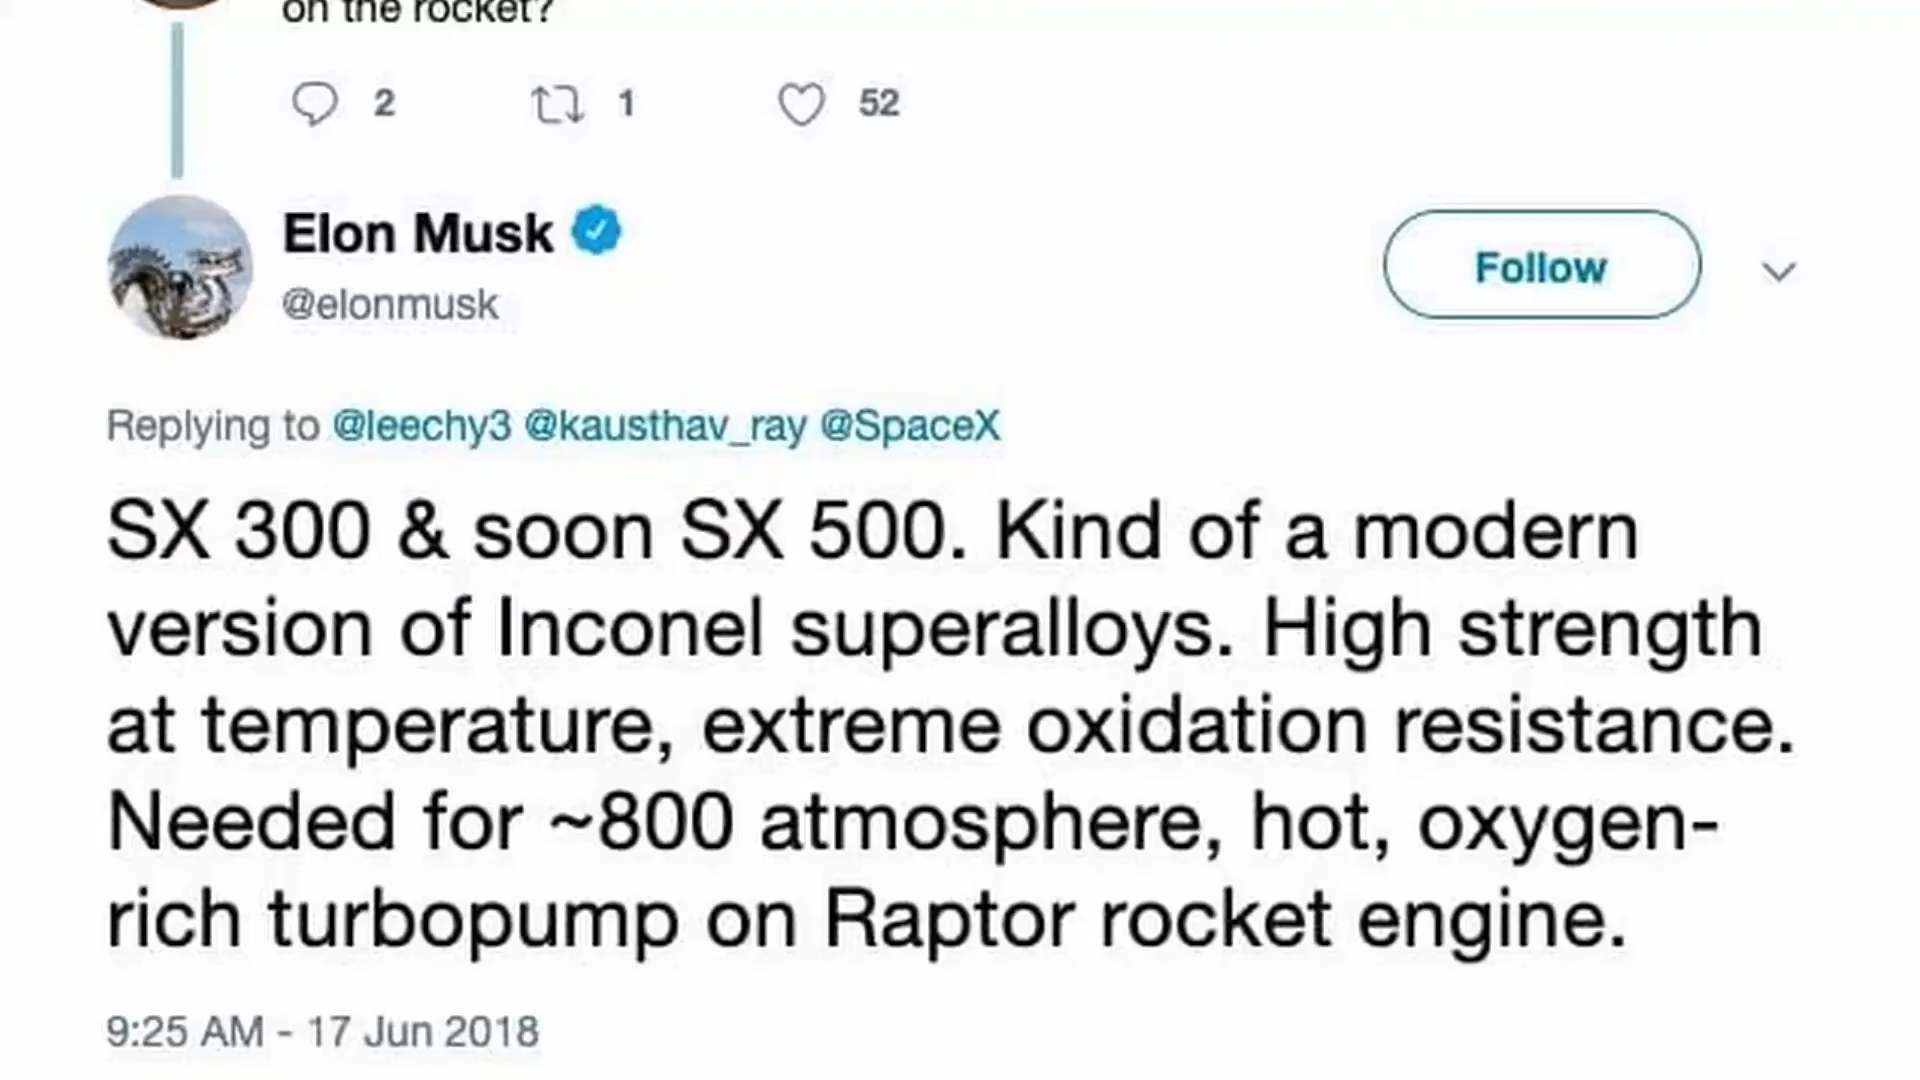 on the rocket?
2 1 52
Elon Musk
@elonmusk
Follow
Replying to @leechy3 @kausthav_ray @SpaceX
SX 300 & soon SX 500. Kind of a modern
version of Inconel superalloys. High strength
at temperature, extreme oxidation resistance.
Needed for ~800 atmosphere, hot, oxygen-
rich turbopump on Raptor rocket engine.
9:25 AM - 17 Jun 2018